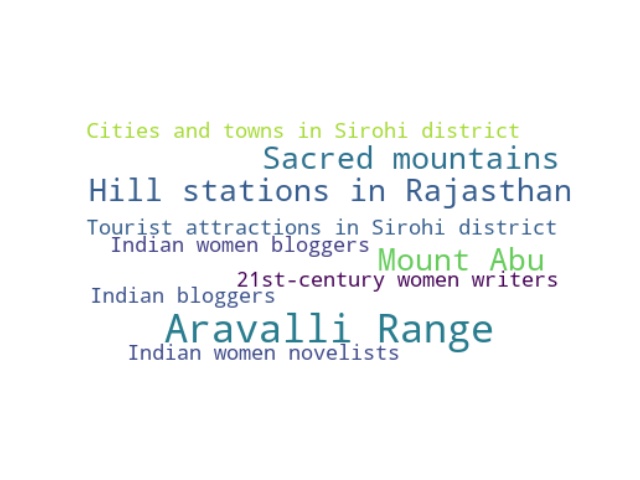 Cities and towns in Sirohi district
Sacred mountains
Hill stations in Rajasthan
Tourist attractions in Sirohi district
Indian women bloggers
Mount Abu
21st-century women writers
Indian bloggers
Aravalli Range
Indian women novelists